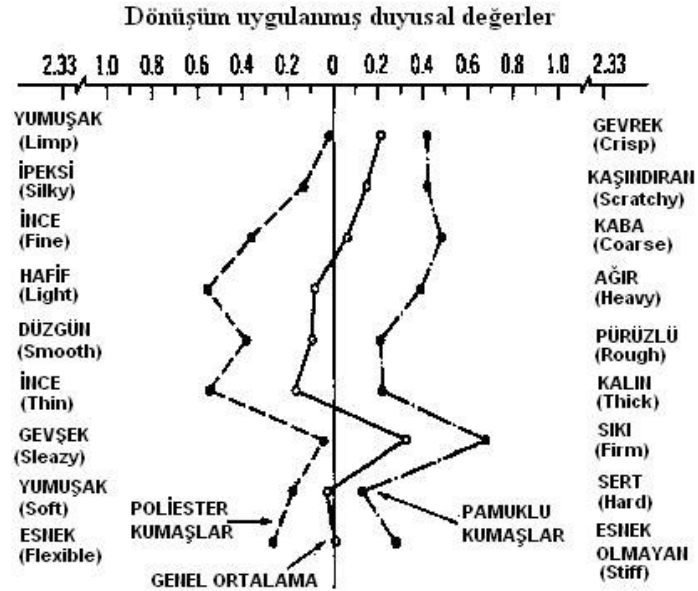 Dönüşüm uygulanmış duyusal değerler
2.33 1.0 0.8 0.6 0.4 0.2 0 0.2 0.4 0.6 0.8 1.0 2.33
YUMUŞAK
(Limp)
GEVREK
(Crisp)
İPEKSİ
(Silky)
KAŞINDIRAN
(Scratchy)
İNCE
(Fine)
KABA
(Coarse)
HAFİF
(Light)
AĞIR
(Heavy)
DÜZGÜN
(Smooth)
PÜRÜZLÜ
(Rough)
İNCE
(Thin)
KALIN
(Thick)
GEVŞEK
(Sleazy)
SIKI
(Firm)
YUMUŞAK
(Soft)
SERT
(Hard)
ESNEK
(Flexible)
ESNEK
OLMAYAN
(Stiff)
POLİESTER
KUMAŞLAR
PAMUKLU
KUMAŞLAR
GENEL ORTALAMA